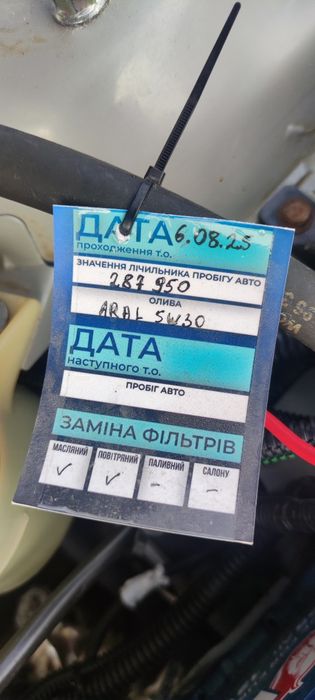 ДАТА 6.08.25
проходження т.о.
ЗНАЧЕННЯ ЛІЧИЛЬНИКА ПРОБІГУ АВТО
287 950
ОЛИВА
ARAL 5W30
ДАТА
наступного т.о.
ПРОБІГ АВТО
ЗАМІНА ФІЛЬТРІВ
МАСЛЯНИЙ ПОВІТРЯНИЙ ПАЛИВНИЙ САЛОНУ
✓ ✓ – –